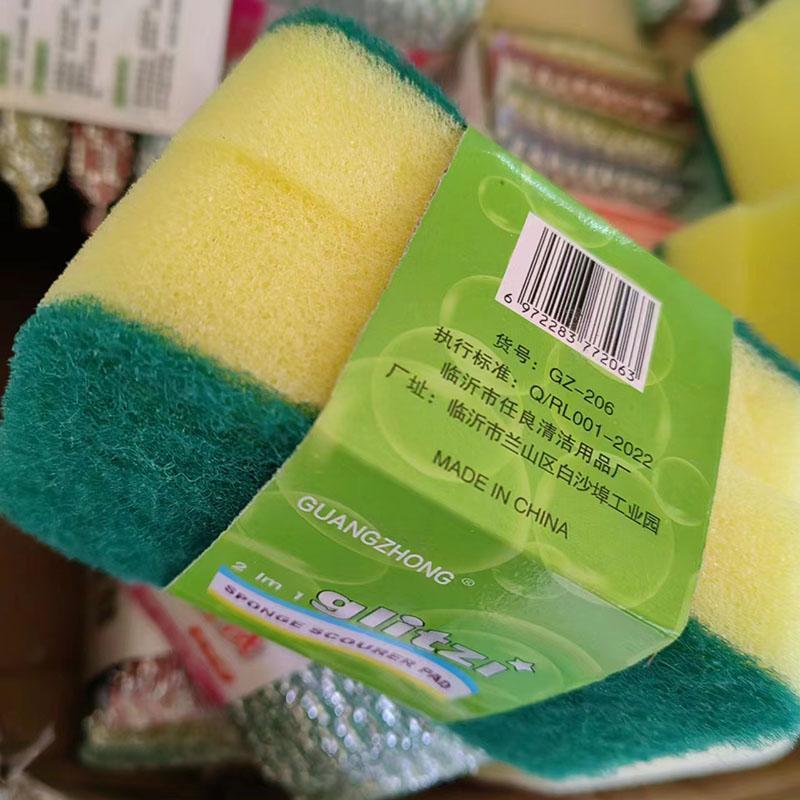 6 972283 772063
货号：GZ-206
执行标准：Q/RL001-2022
临沂市任良清洁用品厂
厂址：临沂市兰山区白沙埠工业园
MADE IN CHINA
GUANGZHONG®
2 im 1
glitzi
SPONGE SCOURER PAD